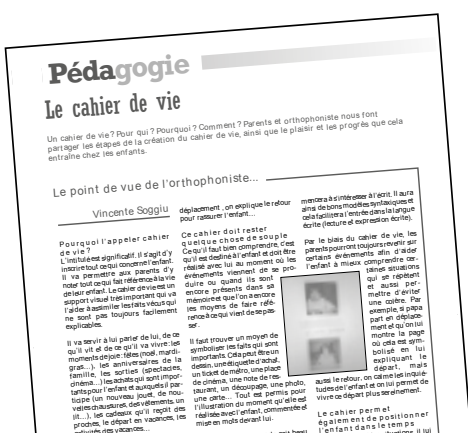 Pédagogie
Le cahier de vie
Un cahier de vie ? Pour qui ? Pourquoi ? Comment ? Parents et orthophoniste nous font
partager les étapes de la création du cahier de vie, ainsi que le plaisir et les progrès que cela
entraîne chez les enfants.
Le point de vue de l'orthophoniste...
Vincente Soggiu
Pourquoi l'appeler cahier
de vie ?
L'intitulé est significatif. Il s'agit d'y
inscrire tout ce qui concerne l'enfant.
Il va permettre aux parents d'y
noter tout ce qui fait référence à la vie
de leur enfant. Le cahier de vie est un
support visuel très important qui va
l'aider à assimiler les faits vécus qui
ne sont pas toujours facilement
explicables.
Il va servir à lui parler de lui, de ce
qu'il vit et de ce qu'il va vivre : les
moments de joie : fêtes (noël, mardi-
gras…), les anniversaires de la
famille, les sorties (spectacles,
cinéma…) les achats qui sont impor-
tants pour l'enfant et auxquels il par-
ticipe (un nouveau jouet, de nou-
velles chaussures, des vêtements, un
lit), les cadeaux qu'il reçoit des
proches, le départ en vacances, les
activités des vacances…
déplacement , on explique le retour
pour rassurer l'enfant…
Ce cahier doit rester
quelque chose de souple
Ce qu'il faut bien comprendre, c'est
qu'il est destiné à l'enfant et doit être
réalisé avec lui au moment où les
événements viennent de se pro-
duire ou quand ils sont
encore présents dans sa
mémoire et que l'on a encore
les moyens de faire réfé-
rence à ce qui vient de se pas-
ser.
Il faut trouver un moyen de
symboliser les faits qui sont
importants. Cela peut être un
dessin, une étiquette d'achat,
un ticket de métro, une place
de cinéma, une note de res-
taurant, un découpage, une photo,
une carte… Tout est permis pour
l'illustration du moment qu'elle est
réalisée avec l'enfant, commentée et
mise en mots devant lui.
mencera à s'intéresser à l'écrit. Il aura
ainsi de bons modèles syntaxiques et
cela facilitera l'entrée dans la langue
écrite (lecture et expression écrite).
Par le biais du cahier de vie, les
parents pourront toujours revenir sur
certains événements afin d'aider
l'enfant à mieux comprendre cer-
taines situations
qui se répètent
et aussi per-
mettre d'éviter
une colère. Par
exemple, si papa
part en déplace-
ment et qu'on lui
montre la page
où cela est sym-
bolisé en lui
expliquant le
départ, mais
aussi le retour, on calme les inquié-
tudes de l'enfant et on lui permet de
vivre ce départ plus sereinement.
Le cahier permet
également de positionner
l'enfant dans le temps